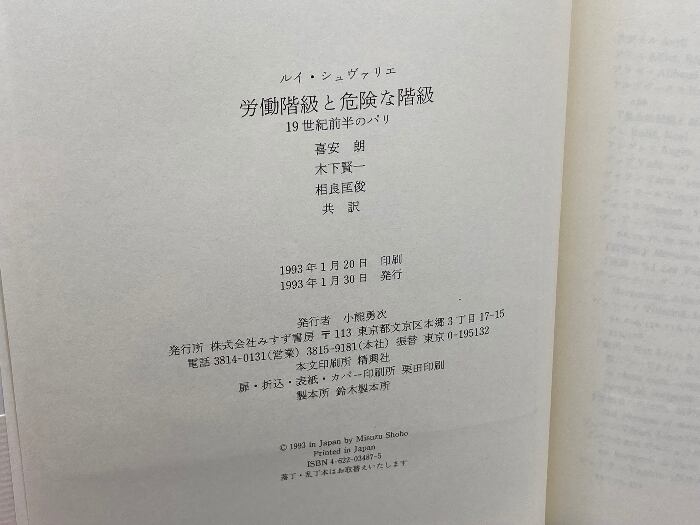 ルイ・シュヴァリエ
労働階級と危険な階級
19世紀前半のパリ
喜安 朗
木下賢一
相良匡俊
共 訳
1993年1月20日 印刷
1993年1月30日 発行
発行者 小熊勇次
発行所 株式会社みすず書房 〒113 東京都文京区本郷3丁目17-15
電話 3814-0131(営業) 3815-9181(本社) 振替 東京0-195132
本文印刷所 精興社
扉・折込・表紙・カバー印刷所 栗田印刷
製本所 鈴木製本所
© 1993 in Japan by Misuzu Shobo
Printed in Japan
ISBN 4-622-03487-5
落丁・乱丁本はお取替えいたします